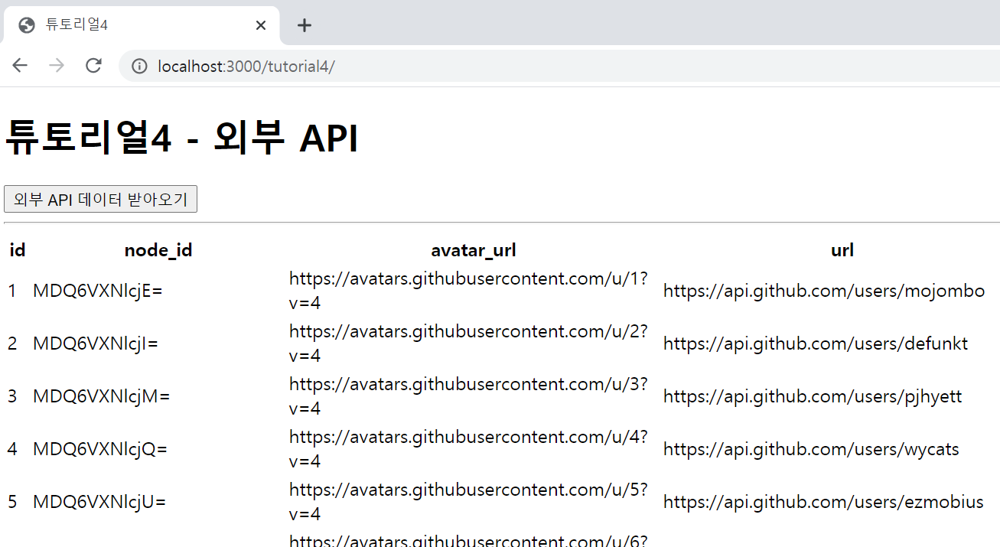 튜토리얼4
localhost:3000/tutorial4/
튜토리얼4 - 외부 API
외부 API 데이터 받아오기
id node_id avatar_url url
1 MDQ6VXNlcjE= https://avatars.githubusercontent.com/u/1?
v=4 https://api.github.com/users/mojombo
2 MDQ6VXNlcjI= https://avatars.githubusercontent.com/u/2?
v=4 https://api.github.com/users/defunkt
3 MDQ6VXNlcjM= https://avatars.githubusercontent.com/u/3?
v=4 https://api.github.com/users/pjhyett
4 MDQ6VXNlcjQ= https://avatars.githubusercontent.com/u/4?
v=4 https://api.github.com/users/wycats
5 MDQ6VXNlcjU= https://avatars.githubusercontent.com/u/5?
v=4 https://api.github.com/users/ezmobius
https://avatars.githubusercontent.com/u/6?